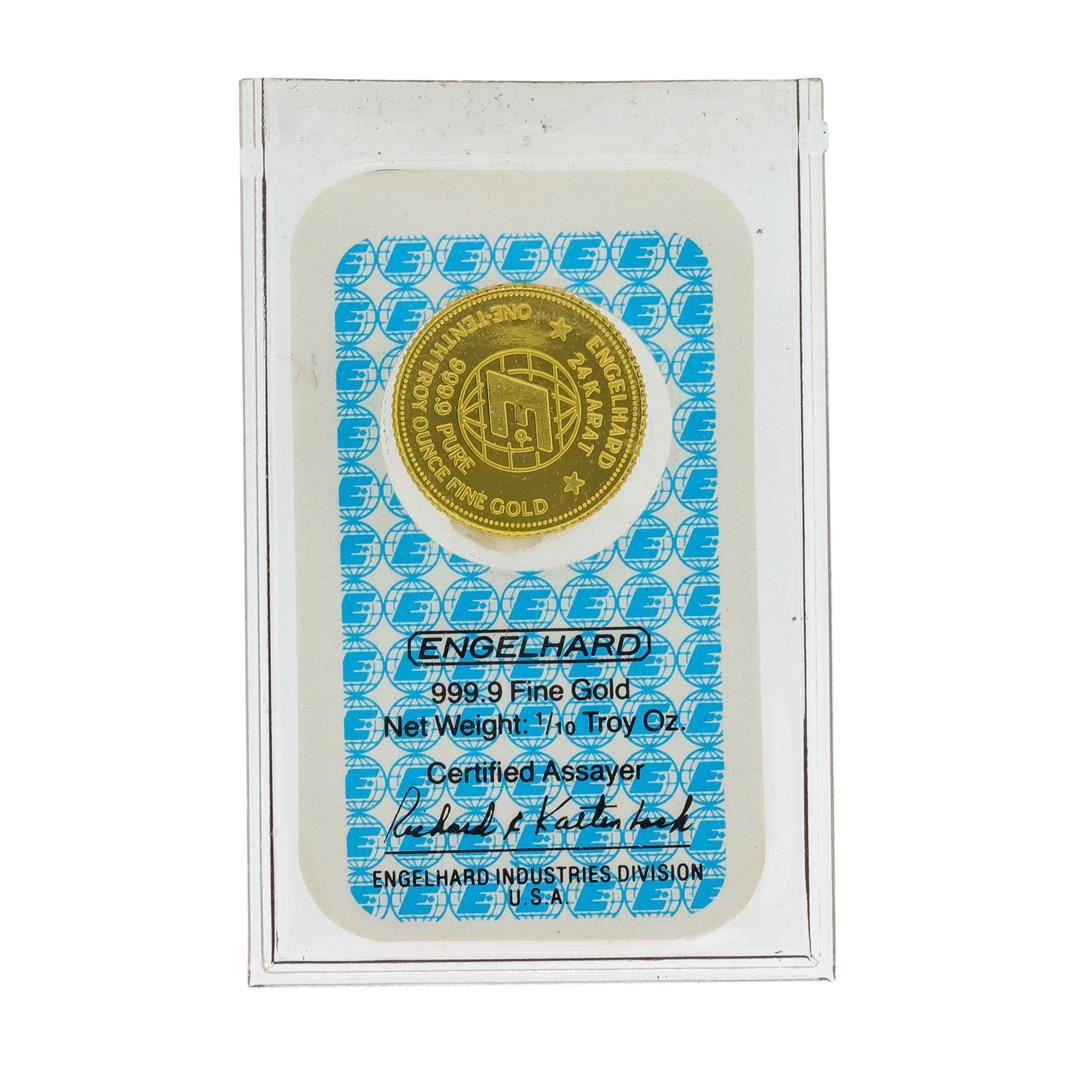 ENGELHARD
24 KARAT
ONE-TENTH TROY OUNCE FINE GOLD
999.9 PURE
E
ENGELHARD
999.9 Fine Gold
Net Weight: 1/10 Troy Oz.
Certified Assayer
ENGELHARD INDUSTRIES DIVISION
U.S.A.